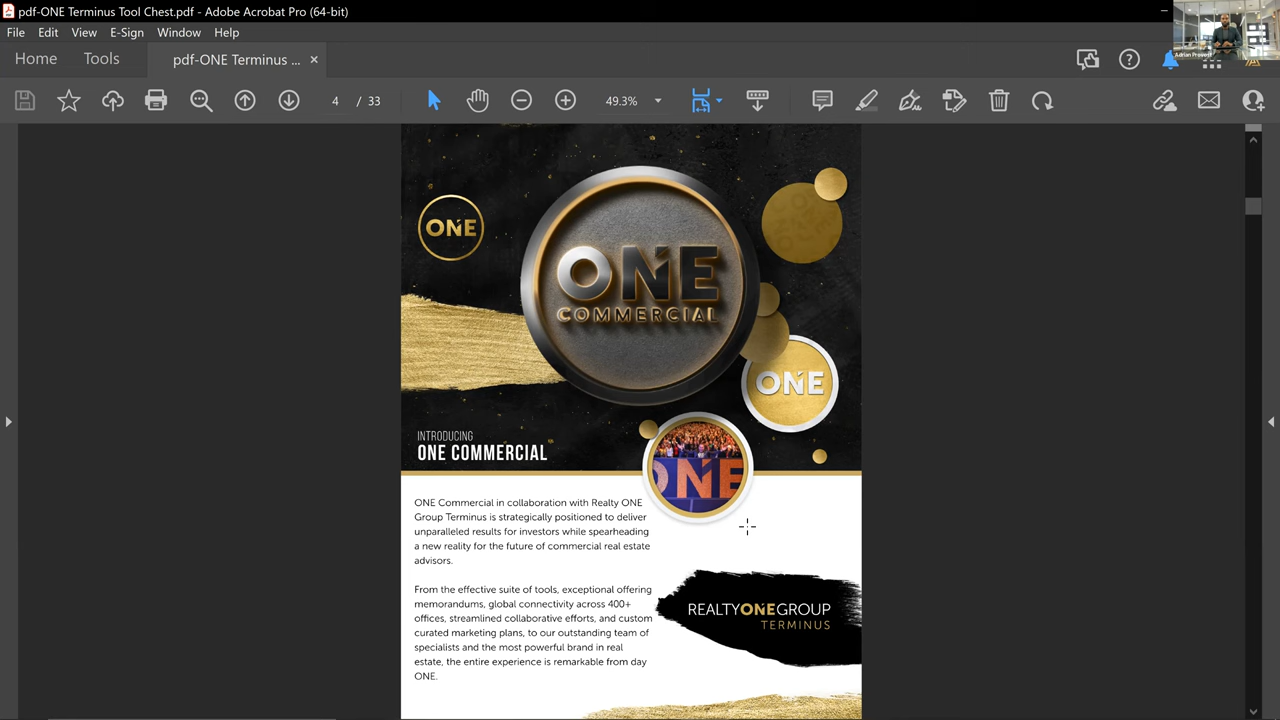 pdf-ONE Terminus Tool Chest.pdf - Adobe Acrobat Pro (64-bit)
File Edit View E-Sign Window Help
Home Tools pdf-ONE Terminus ... ×
4 / 33 49.3%
Adrian Provost
ONE
ONE
COMMERCIAL
ONE
INTRODUCING
ONE COMMERCIAL
ONE
ONE Commercial in collaboration with Realty ONE
Group Terminus is strategically positioned to deliver
unparalleled results for investors while spearheading
a new reality for the future of commercial real estate
advisors.
From the effective suite of tools, exceptional offering
memorandums, global connectivity across 400+
offices, streamlined collaborative efforts, and custom
curated marketing plans, to our outstanding team of
specialists and the most powerful brand in real
estate, the entire experience is remarkable from day
ONE.
REALTYONEGROUP
TERMINUS